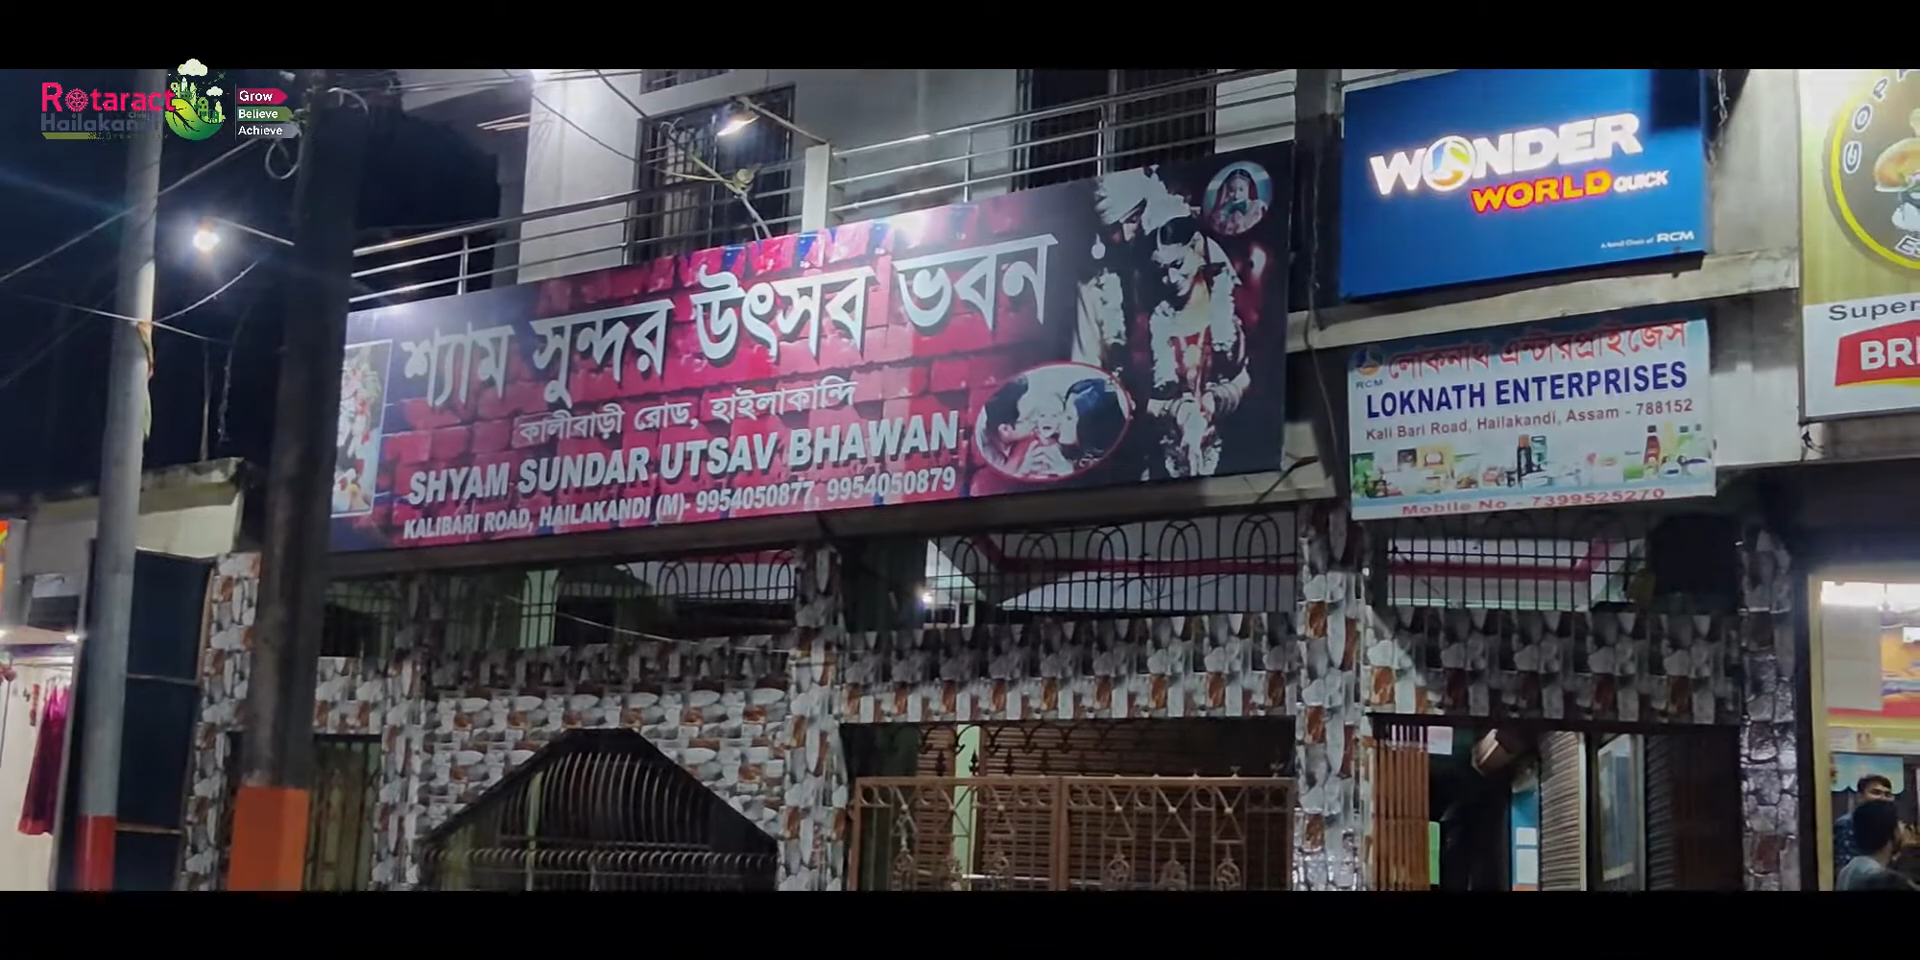 Rotaract
Hailakandi
Grow
Believe
Achieve
শ্যাম সুন্দর উৎসব ভবন
কালীবাড়ী রোড, হাইলাকান্দি
SHYAM SUNDAR UTSAV BHAWAN
KALIBARI ROAD, HAILAKANDI (M)- 9954050877, 9954050879
WONDER
WORLD QUICK
RCM
RCM
লোকনাথ এন্টারপ্রাইজেস
LOKNATH ENTERPRISES
Kali Bari Road, Hailakandi, Assam - 788152
Mobile No - 7399525270
Super